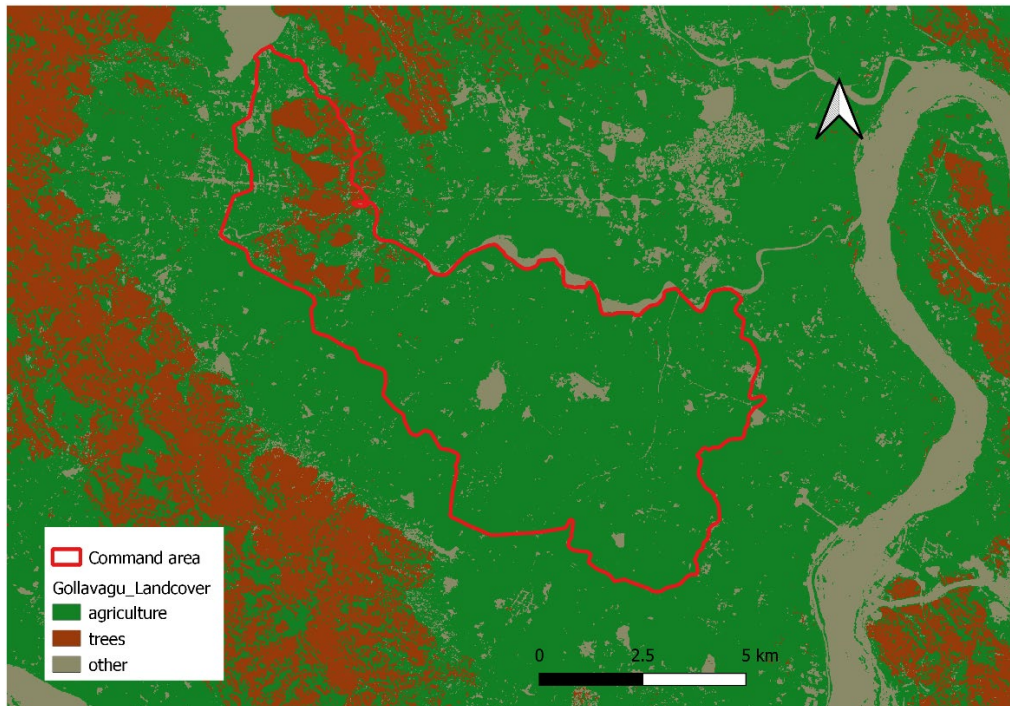 Command area
Gollavagu_Landcover
agriculture
trees
other
0 2.5 5 km